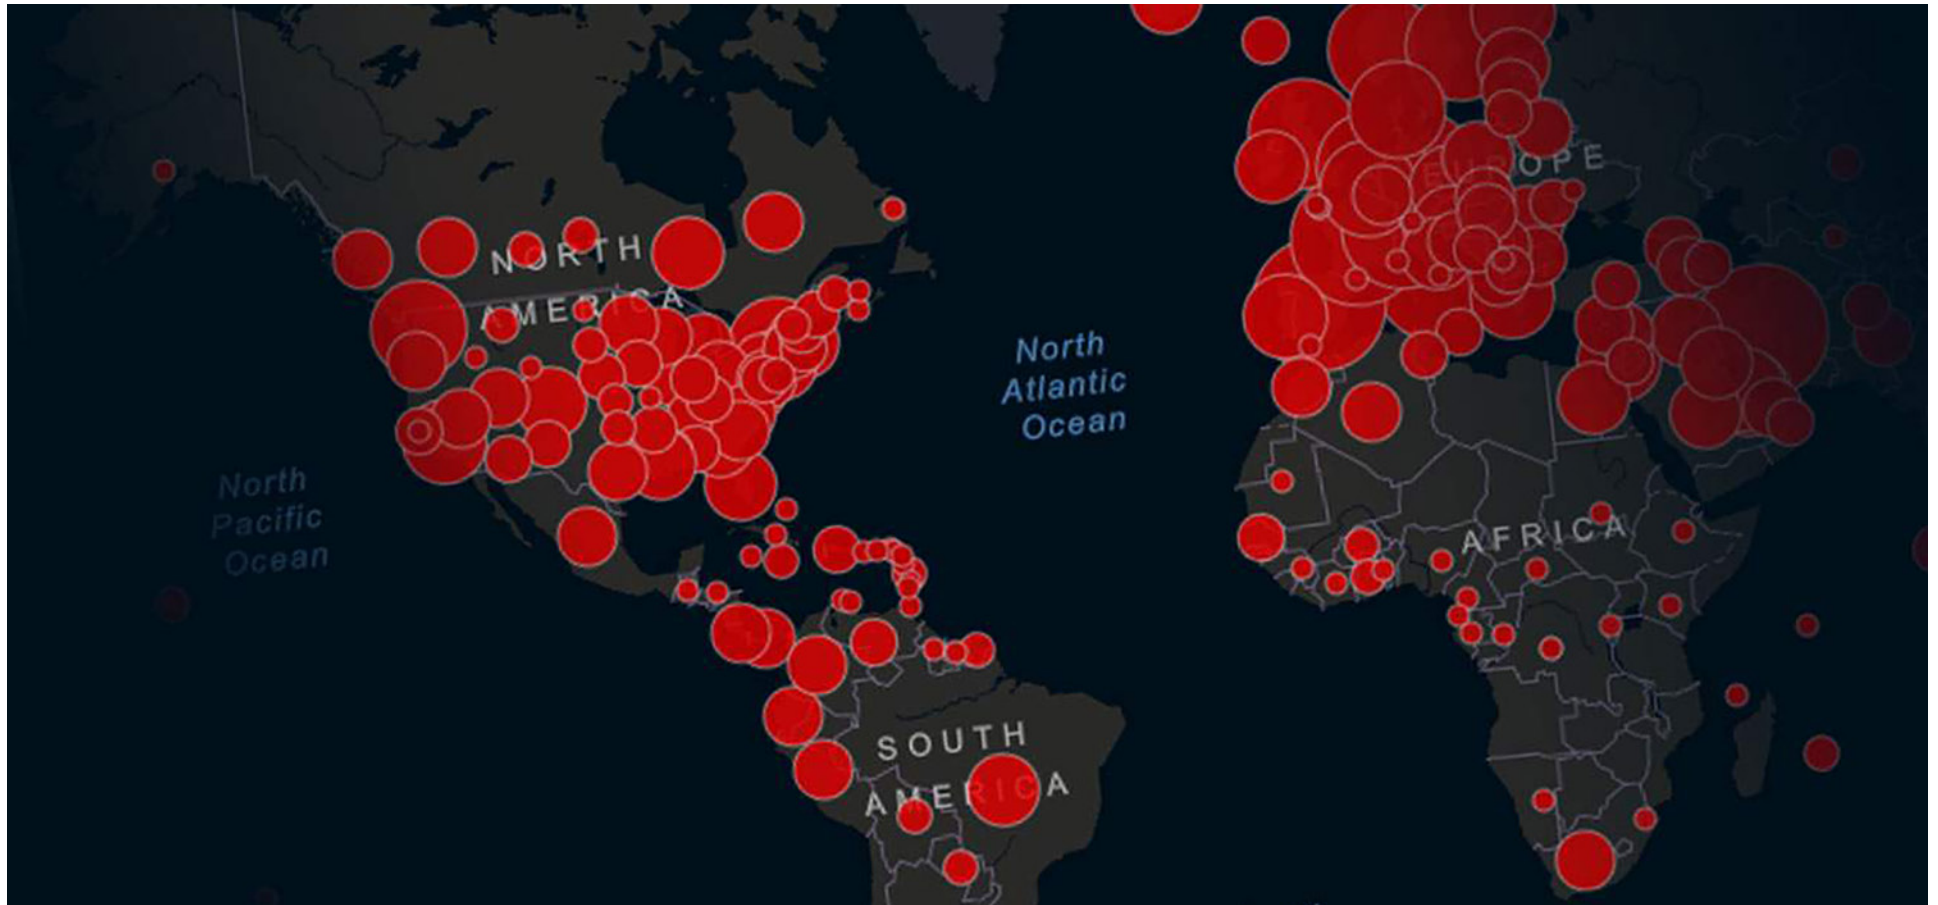 NORTH
AMERICA
EUROPE
North
Atlantic
Ocean
North
Pacific
Ocean
AFRICA
SOUTH
AMERICA